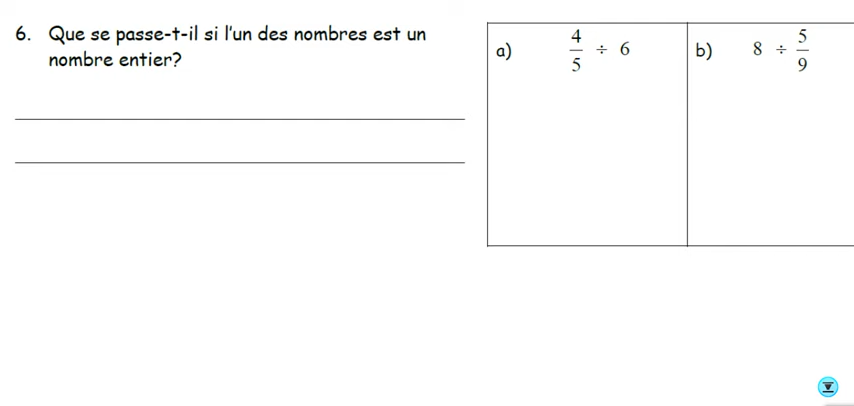 6. Que se passe-t-il si l'un des nombres est un
nombre entier?
a) 4/5 ÷ 6
b) 8 ÷ 5/9